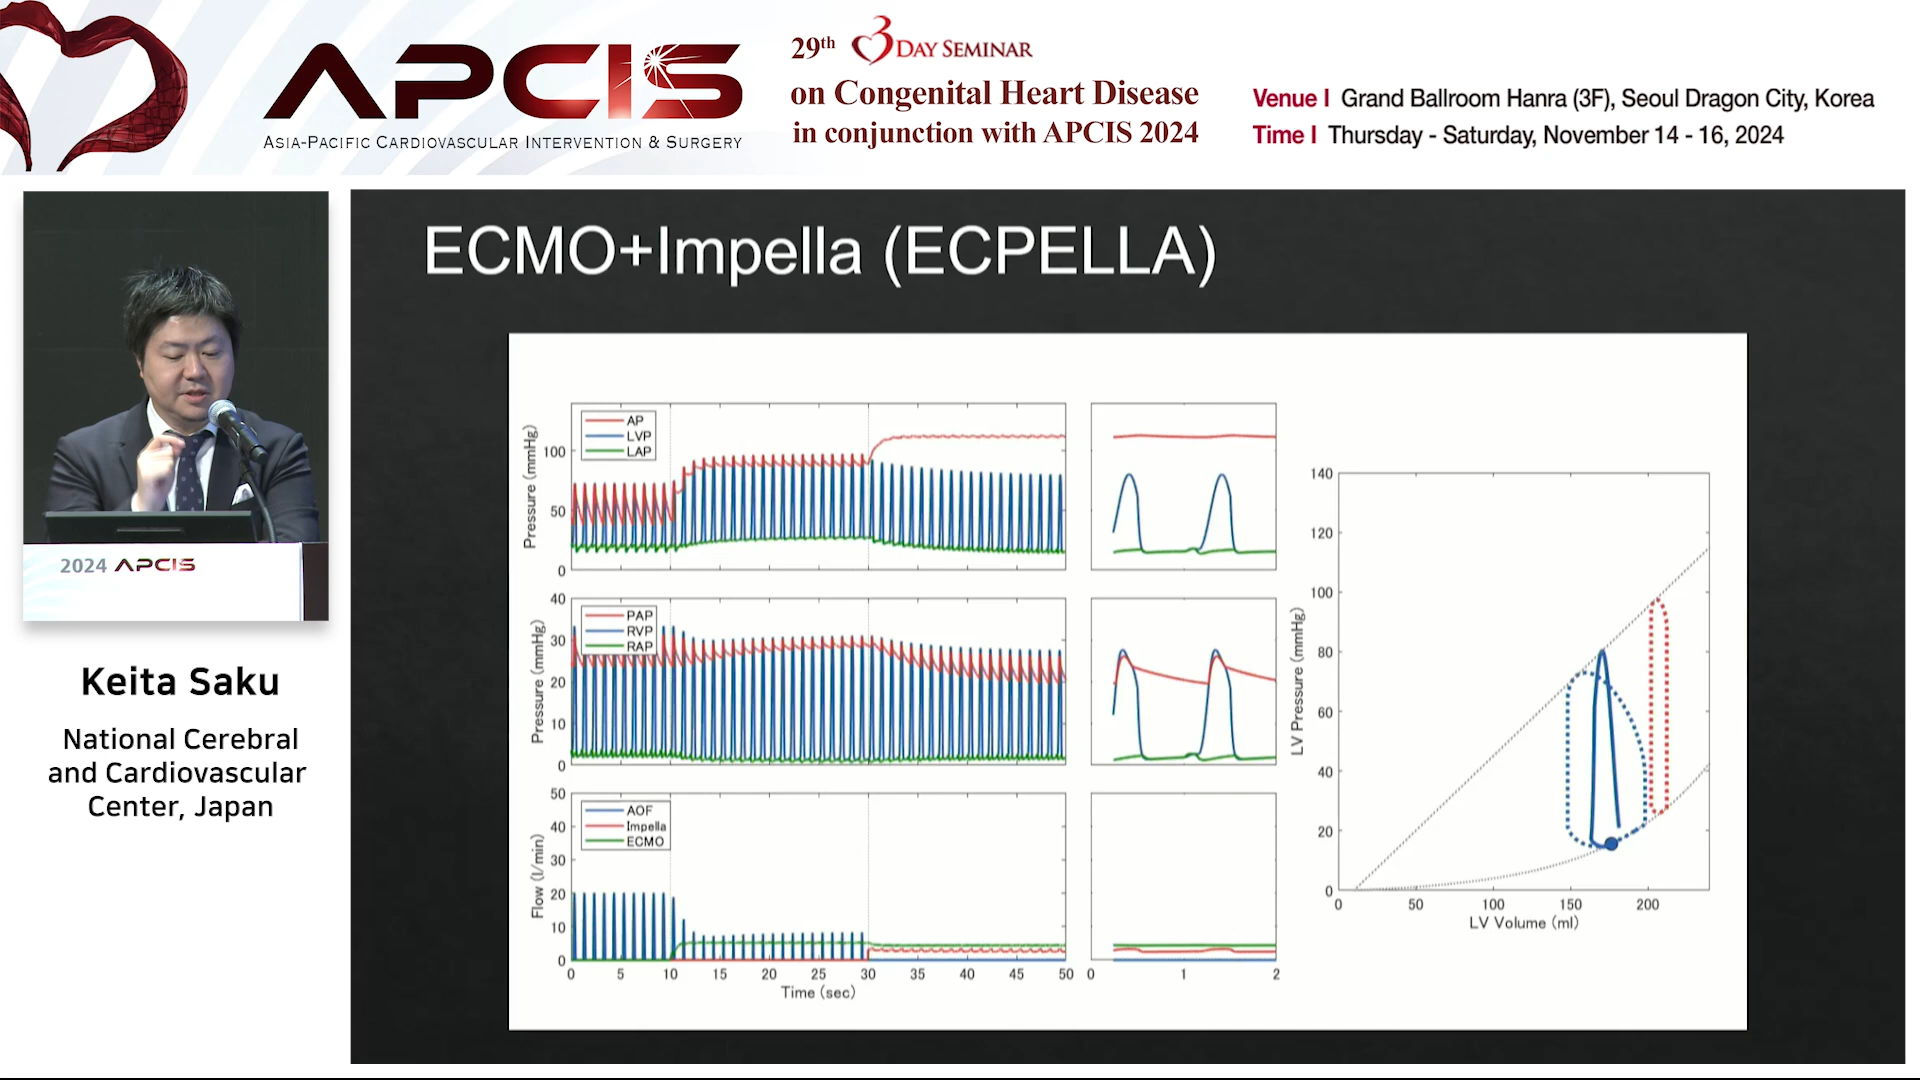 APCIS
ASIA-PACIFIC CARDIOVASCULAR INTERVENTION & SURGERY
29th 3 DAY SEMINAR
on Congenital Heart Disease
in conjunction with APCIS 2024
Venue I Grand Ballroom Hanra (3F), Seoul Dragon City, Korea
Time I Thursday - Saturday, November 14 - 16, 2024
2024 APCIS
Keita Saku
National Cerebral
and Cardiovascular
Center, Japan
ECMO+Impella (ECPELLA)
Pressure (mmHg)
100
50
0
AP
LVP
LAP
Pressure (mmHg)
40
30
20
10
0
PAP
RVP
RAP
Flow (l/min)
50
40
30
20
10
0
AOF
Impella
ECMO
0 5 10 15 20 25 30 35 40 45 50
Time (sec)
0 1 2
LV Pressure (mmHg)
140
120
100
80
60
40
20
0
0 50 100 150 200
LV Volume (ml)